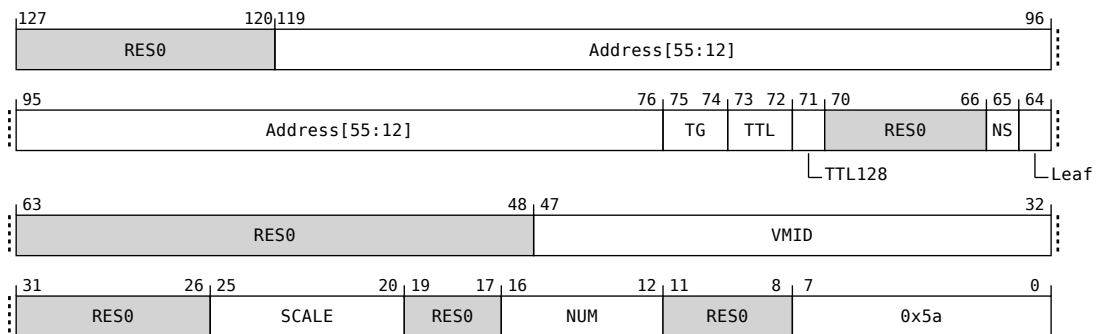 127 120 119 96
RES0 Address[55:12]
95 76 75 74 73 72 71 70 66 65 64
Address[55:12] TG TTL RES0 NS
TTL128 Leaf
63 48 47 32
RES0 VMID
31 26 25 20 19 17 16 12 11 8 7 0
RES0 SCALE RES0 NUM RES0 0x5a